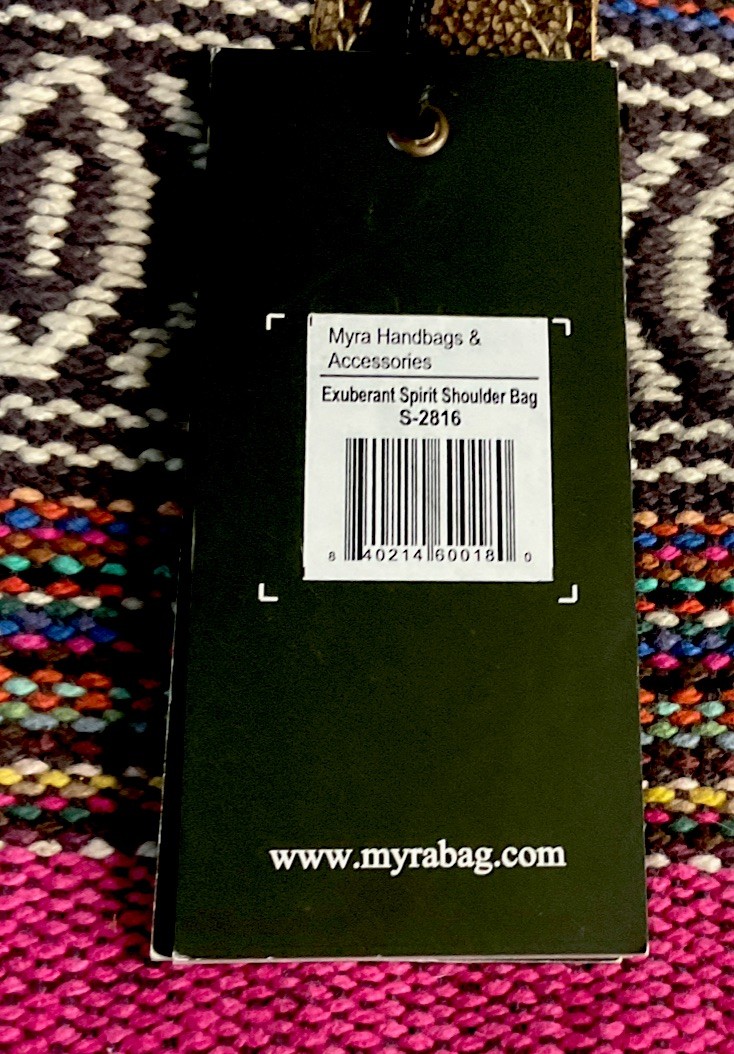 Myra Handbags &
Accessories
Exuberant Spirit Shoulder Bag
S-2816
8 40214 60018 0
www.myrabag.com